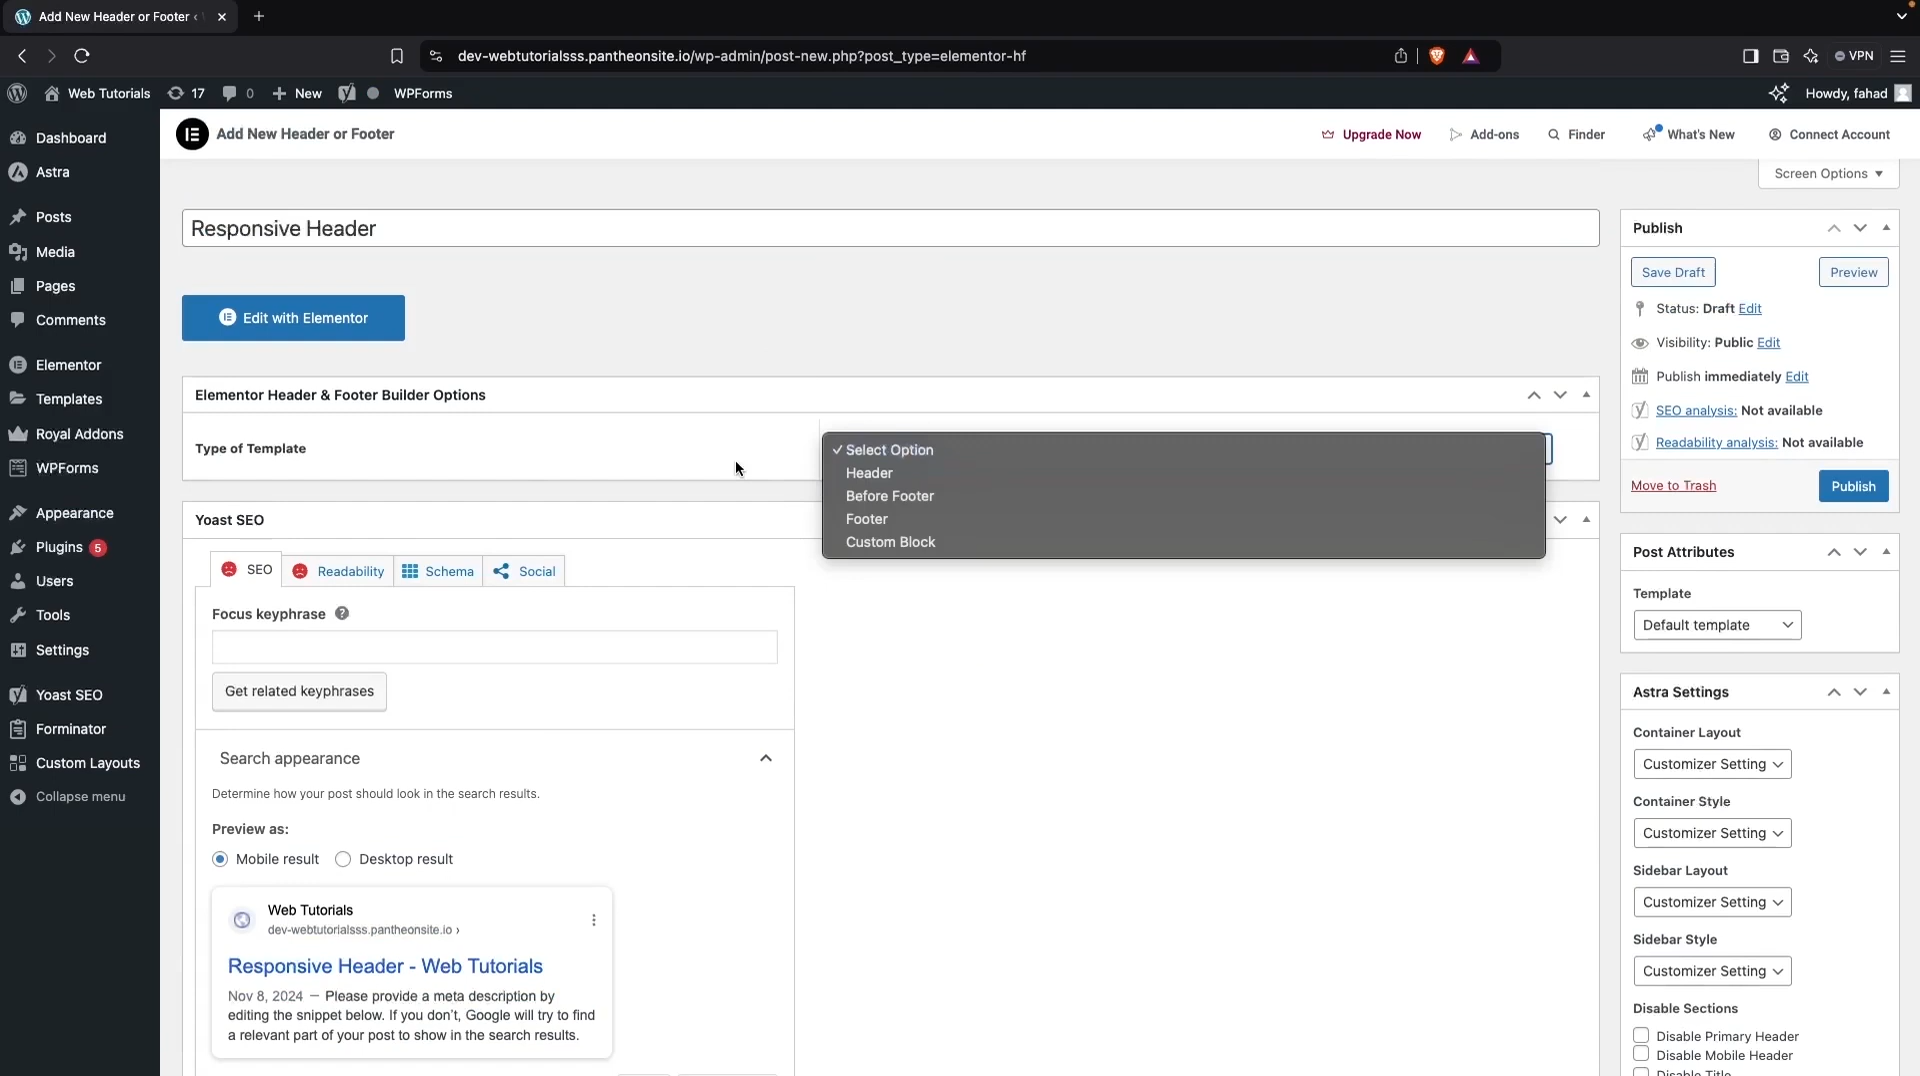 Add New Header or Footer ‹
dev-webtutorialsss.pantheonsite.io/wp-admin/post-new.php?post_type=elementor-hf
VPN
Web Tutorials
17
0
New
WPForms
Howdy, fahad
Dashboard
Astra
Posts
Media
Pages
Comments
Elementor
Templates
Royal Addons
WPForms
Appearance
Plugins 5
Users
Tools
Settings
Yoast SEO
Forminator
Custom Layouts
Collapse menu
Add New Header or Footer
Upgrade Now
Add-ons
Finder
What's New
Connect Account
Screen Options
Responsive Header
Edit with Elementor
Elementor Header & Footer Builder Options
Type of Template
Select Option
Header
Before Footer
Footer
Custom Block
Yoast SEO
SEO
Readability
Schema
Social
Focus keyphrase
Get related keyphrases
Search appearance
Determine how your post should look in the search results.
Preview as:
Mobile result
Desktop result
Web Tutorials
dev-webtutorialsss.pantheonsite.io ›
Responsive Header - Web Tutorials
Nov 8, 2024 — Please provide a meta description by
editing the snippet below. If you don't, Google will try to find
a relevant part of your post to show in the search results.
Publish
Save Draft
Preview
Status: Draft Edit
Visibility: Public Edit
Publish immediately Edit
SEO analysis: Not available
Readability analysis: Not available
Move to Trash
Publish
Post Attributes
Template
Default template
Astra Settings
Container Layout
Customizer Setting
Container Style
Customizer Setting
Sidebar Layout
Customizer Setting
Sidebar Style
Customizer Setting
Disable Sections
Disable Primary Header
Disable Mobile Header
Disable Title